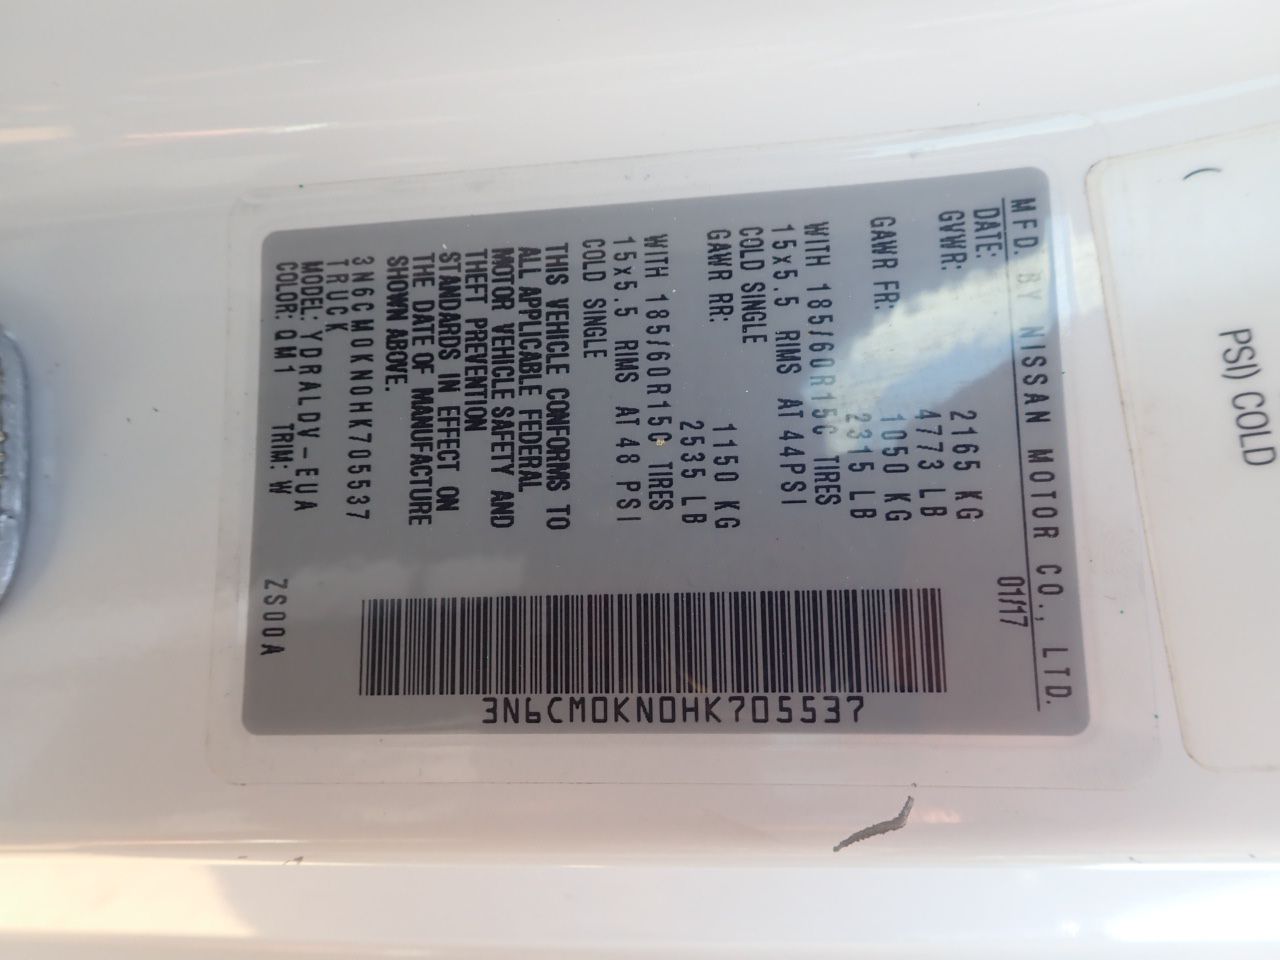 MFD. BY NISSAN MOTOR CO., LTD.
DATE: 01/17
GVWR: 2165 KG
4773 LB
GAWR FR: 1050 KG
2315 LB
WITH 185/60R15C TIRES
15x5.5 RIMS AT 44PSI
COLD SINGLE
GAWR RR: 1150 KG
2535 LB
WITH 185/60R15C TIRES
15x5.5 RIMS AT 48 PSI
COLD SINGLE
THIS VEHICLE CONFORMS TO
ALL APPLICABLE FEDERAL
MOTOR VEHICLE SAFETY AND
THEFT PREVENTION
STANDARDS IN EFFECT ON
THE DATE OF MANUFACTURE
SHOWN ABOVE.
3N6CM0KN0HK705537
TRUCK
MODEL: YDRALDV-EUA
COLOR: QM1 TRIM: W ZS00A
3N6CM0KN0HK705537
PSI) COLD
(